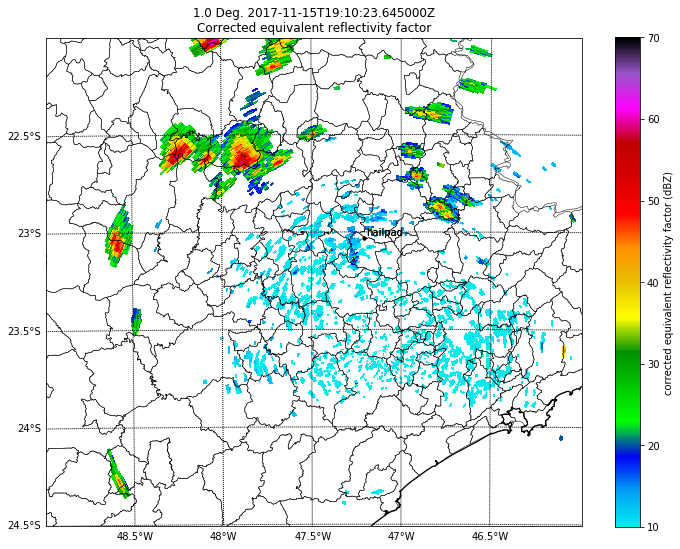 1.0 Deg. 2017-11-15T19:10:23.645000Z
Corrected equivalent reflectivity factor
22.5°S
23°S
23.5°S
24°S
24.5°S
48.5°W
48°W
47.5°W
47°W
46.5°W
hailpad
70
60
50
40
30
20
10
corrected equivalent reflectivity factor (dBZ)